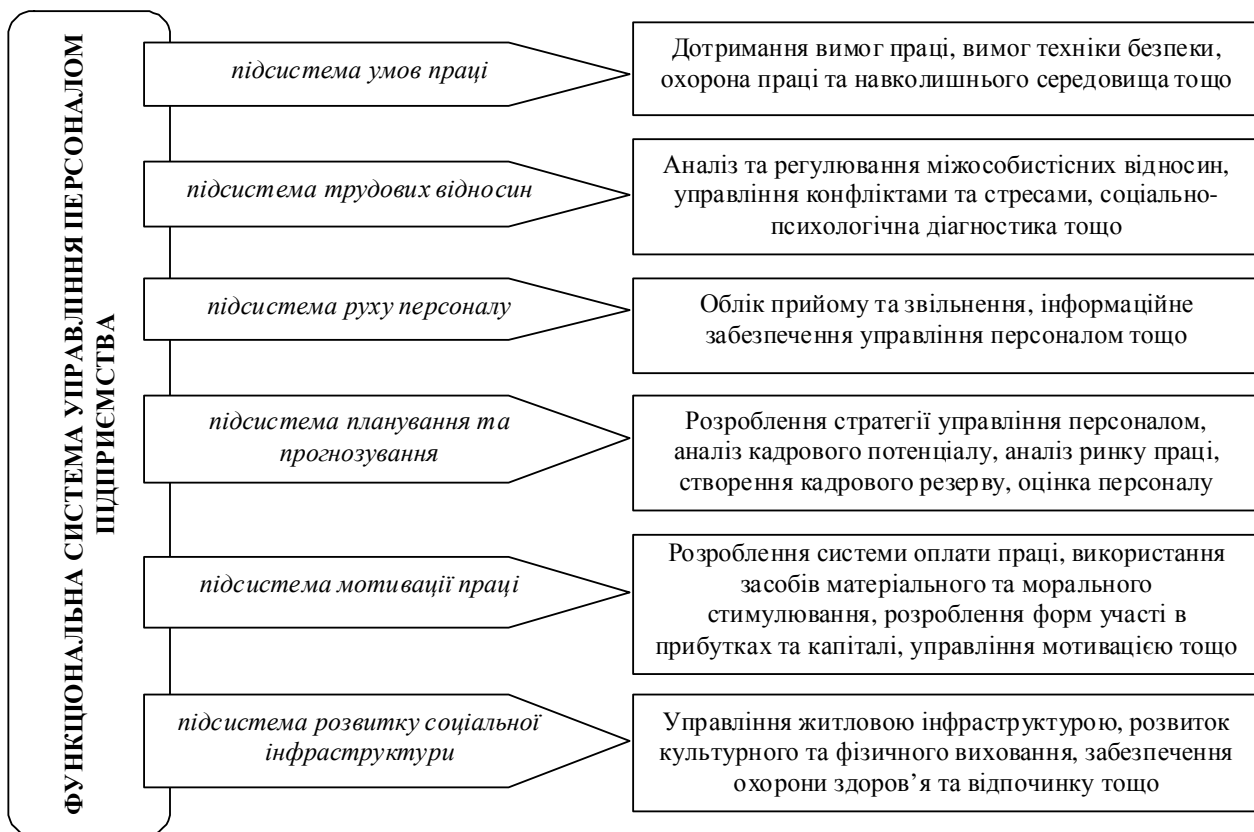 ФУНКЦІОНАЛЬНА СИСТЕМА УПРАВЛІННЯ ПЕРСОНАЛОМ
ПІДПРИЄМСТВА
підсистема умов праці
Дотримання вимог праці, вимог техніки безпеки,
охорона праці та навколишнього середовища тощо
підсистема трудових відносин
Аналіз та регулювання міжособистісних відносин,
управління конфліктами та стресами, соціально-
психологічна діагностика тощо
підсистема руху персоналу
Облік прийому та звільнення, інформаційне
забезпечення управління персоналом тощо
підсистема планування та
прогнозування
Розроблення стратегії управління персоналом,
аналіз кадрового потенціалу, аналіз ринку праці,
створення кадрового резерву, оцінка персоналу
підсистема мотивації праці
Розроблення системи оплати праці, використання
засобів матеріального та морального
стимулювання, розроблення форм участі в
прибутках та капіталі, управління мотивацією тощо
підсистема розвитку соціальної
інфраструктури
Управління житловою інфраструктурою, розвиток
культурного та фізичного виховання, забезпечення
охорони здоров’я та відпочинку тощо